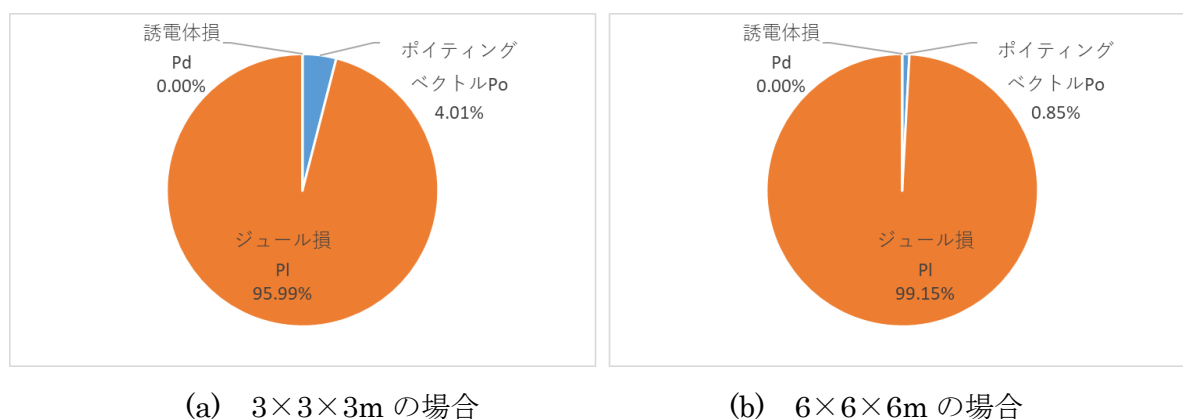 誘電体損
Pd
0.00%
ポイティング
ベクトルPo
4.01%
ジュール損
Pl
95.99%
(a) 3×3×3m の場合
誘電体損
Pd
0.00%
ポイティング
ベクトルPo
0.85%
ジュール損
Pl
99.15%
(b) 6×6×6m の場合